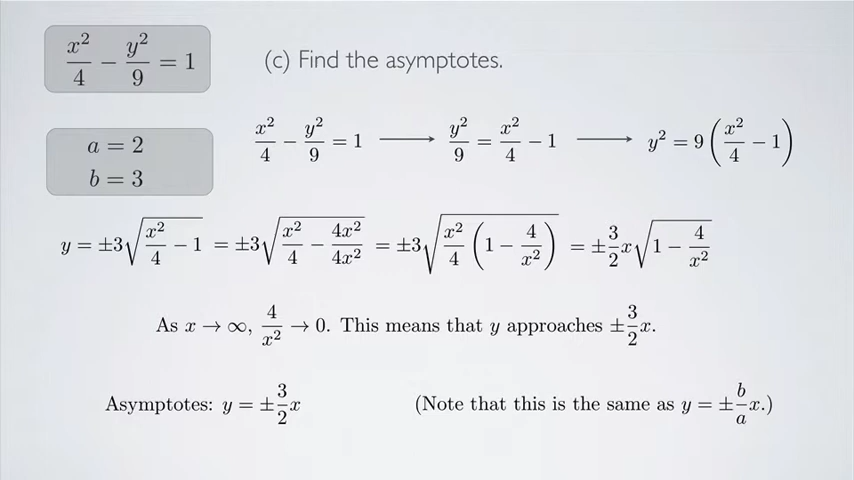 x²/4 − y²/9 = 1
(c) Find the asymptotes.
a = 2
b = 3
x²/4 − y²/9 = 1 ⟶ y²/9 = x²/4 − 1 ⟶ y² = 9(x²/4 − 1)
y = ±3√(x²/4 − 1) = ±3√(x²/4 − 4x²/4x²) = ±3√(x²/4 (1 − 4/x²)) = ±3/2 x√(1 − 4/x²)
As x → ∞, 4/x² → 0. This means that y approaches ±3/2 x.
Asymptotes: y = ±3/2 x
(Note that this is the same as y = ±b/a x.)